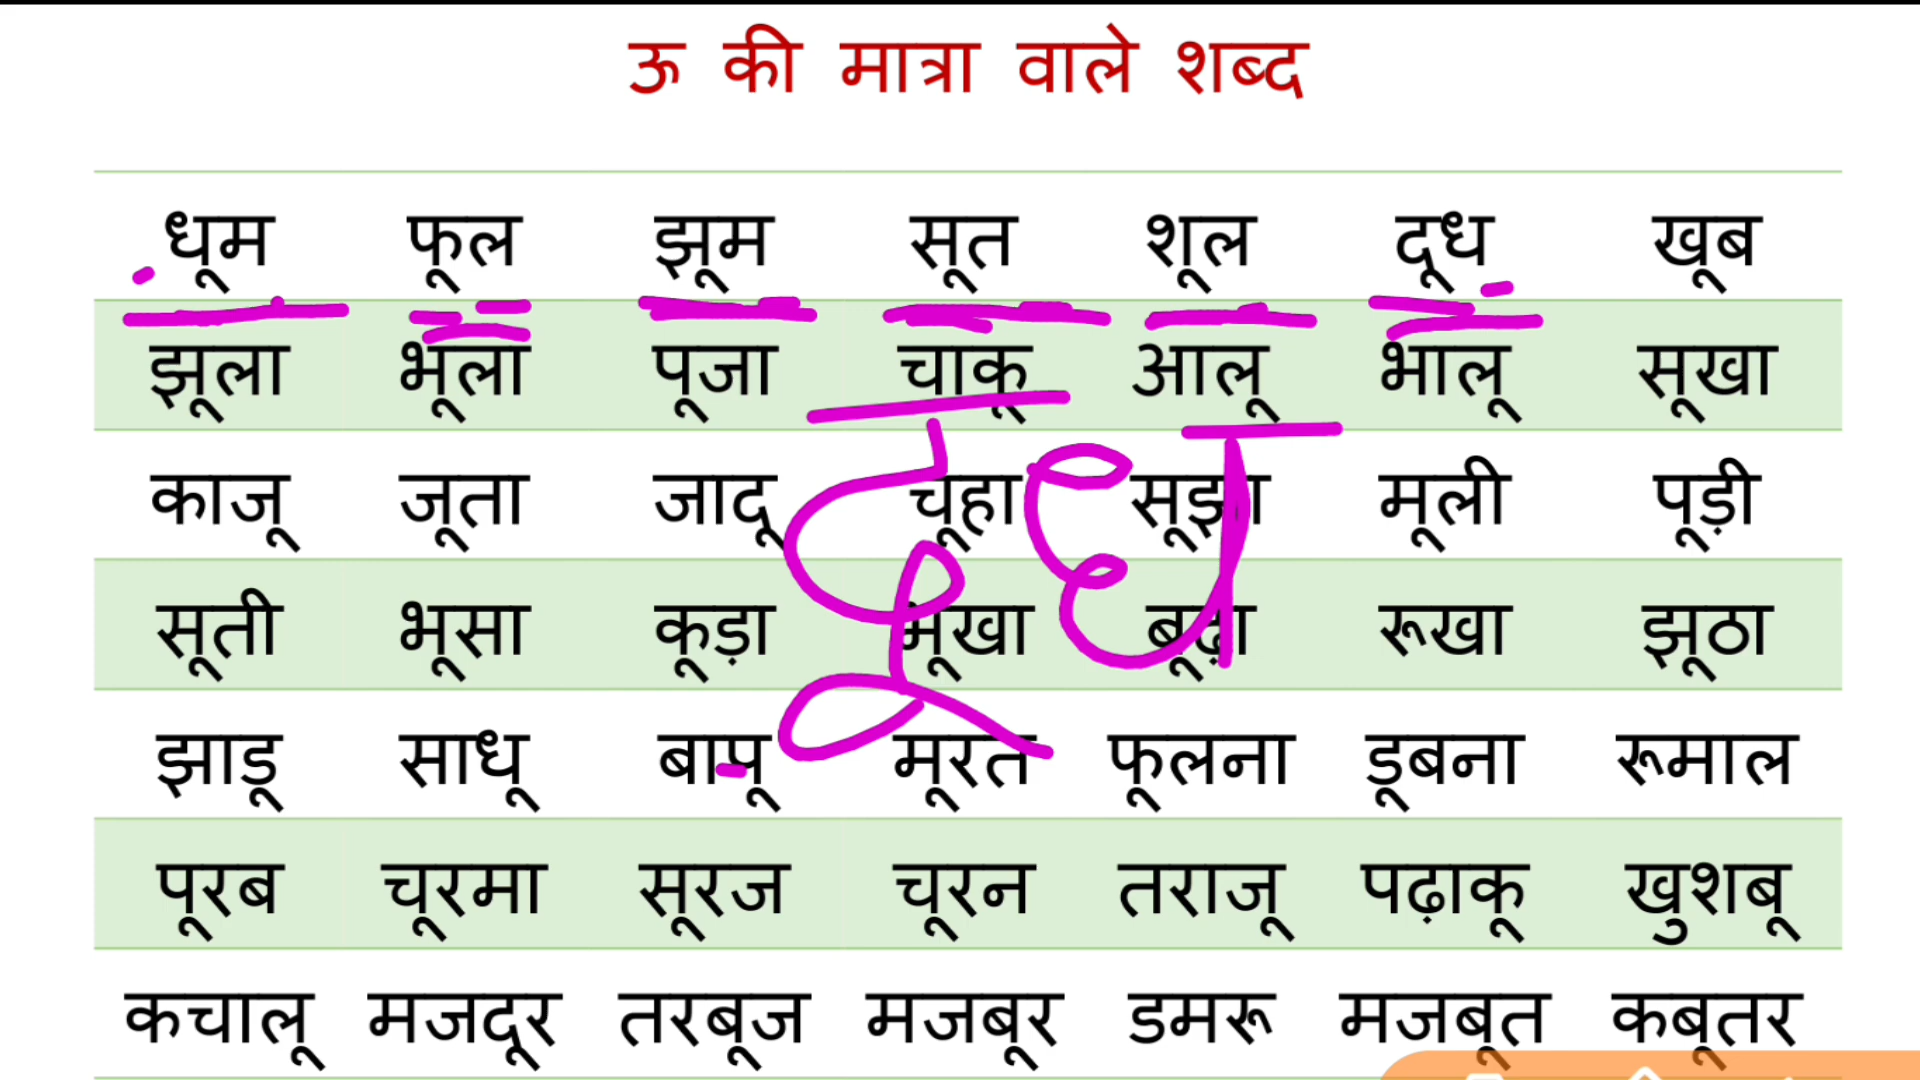 ऊ की मात्रा वाले शब्द
धूम फूल झूम सूत शूल दूध खूब
झूला भूला पूजा चाकू आलू भालू सूखा
काजू जूता जादू चूहा सूझा मूली पूड़ी
सूती भूसा कूड़ा भूखा बूढ़ा रूखा झूठा
झाडू साधू बापू मूरत फूलना डूबना रूमाल
पूरब चूरमा सूरज चूरन तराजू पढ़ाकू खुशबू
कचालू मजदूर तरबूज मजबूर डमरू मजबूत कबूतर
दूध